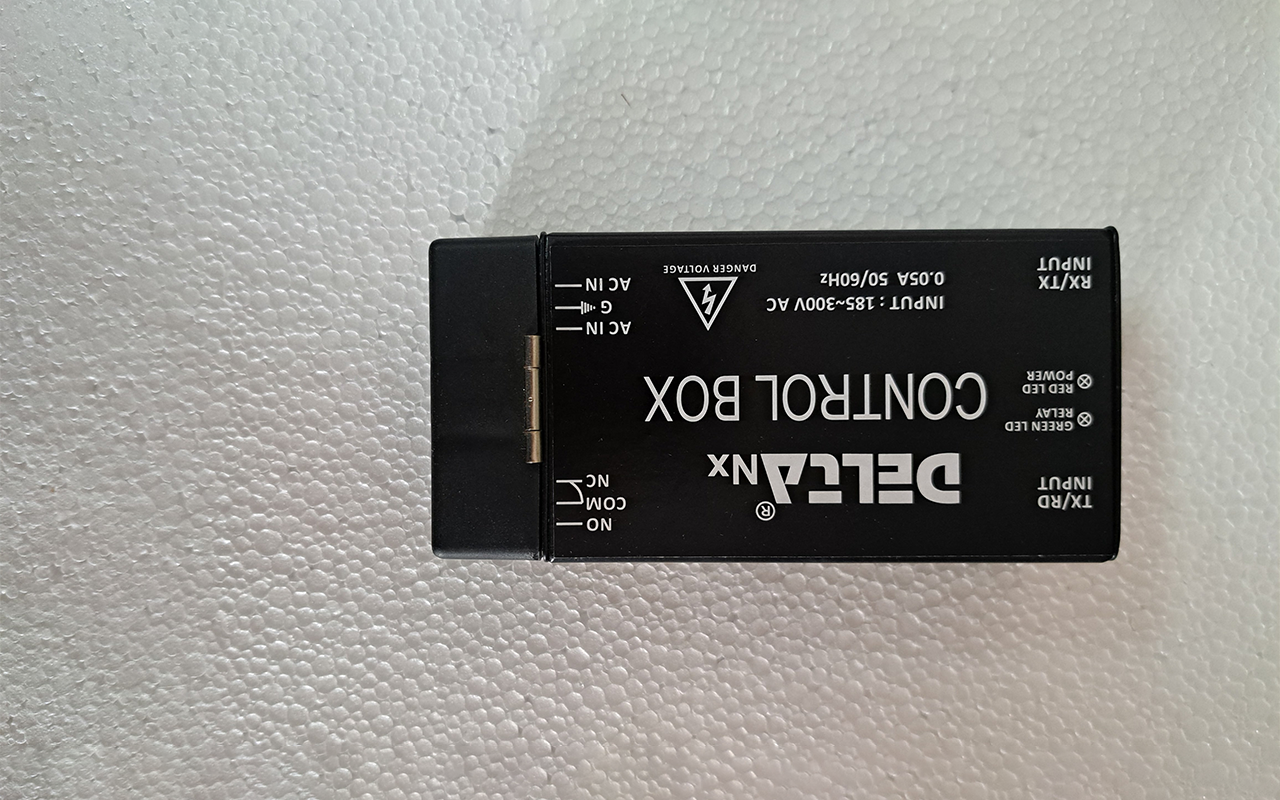 TX/RD
INPUT
DELTA NX®
NO
COM
NC
GREEN LED
RELAY
RED LED
POWER
CONTROL BOX
RX/TX
INPUT
INPUT : 185~300V AC
0.05A 50/60Hz
DANGER VOLTAGE
AC IN
G
AC IN